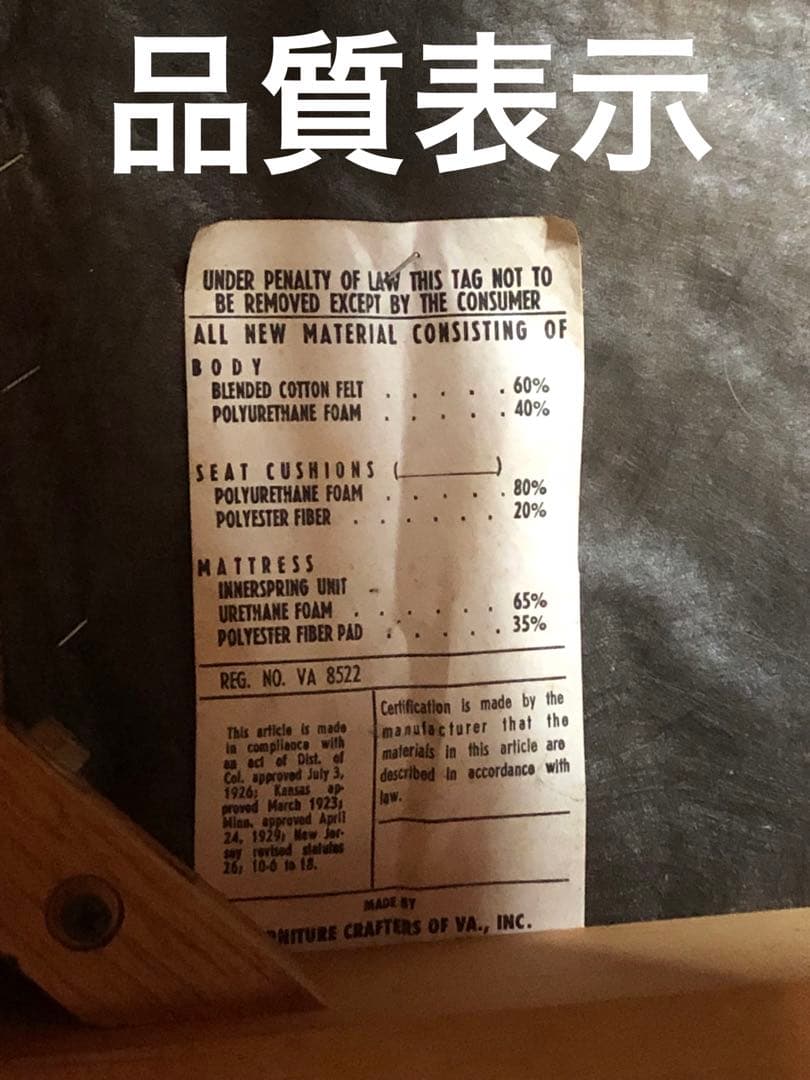 品質表示
UNDER PENALTY OF LAW THIS TAG NOT TO
BE REMOVED EXCEPT BY THE CONSUMER
ALL NEW MATERIAL CONSISTING OF
BODY
BLENDED COTTON FELT . . . . . 60%
POLYURETHANE FOAM . . . . . 40%
SEAT CUSHIONS (__________)
POLYURETHANE FOAM . . . . . 80%
POLYESTER FIBER . . . . . . 20%
MATTRESS
INNERSPRING UNIT -
URETHANE FOAM . . . . . . 65%
POLYESTER FIBER PAD . . . . . 35%
REG. NO. VA 8522
This article is made
in compliance with
an act of Dist. of
Col. approved July 3,
1926; Kansas ap-
proved March 1923;
Minn. approved April
24, 1929; New Jer-
sey revised statutes
26; 10-6 to 18.
Certification is made by the
manufacturer that the
materials in this article are
described in accordance with
law.
MADE BY
RNITURE CRAFTERS OF VA., INC.